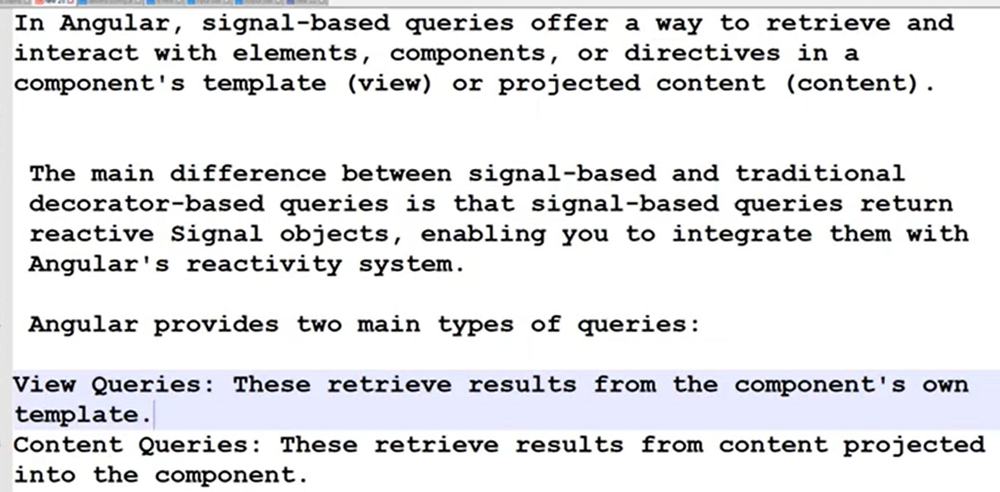 In Angular, signal-based queries offer a way to retrieve and
interact with elements, components, or directives in a
component's template (view) or projected content (content).
The main difference between signal-based and traditional
decorator-based queries is that signal-based queries return
reactive Signal objects, enabling you to integrate them with
Angular's reactivity system.
Angular provides two main types of queries:
View Queries: These retrieve results from the component's own
template.
Content Queries: These retrieve results from content projected
into the component.